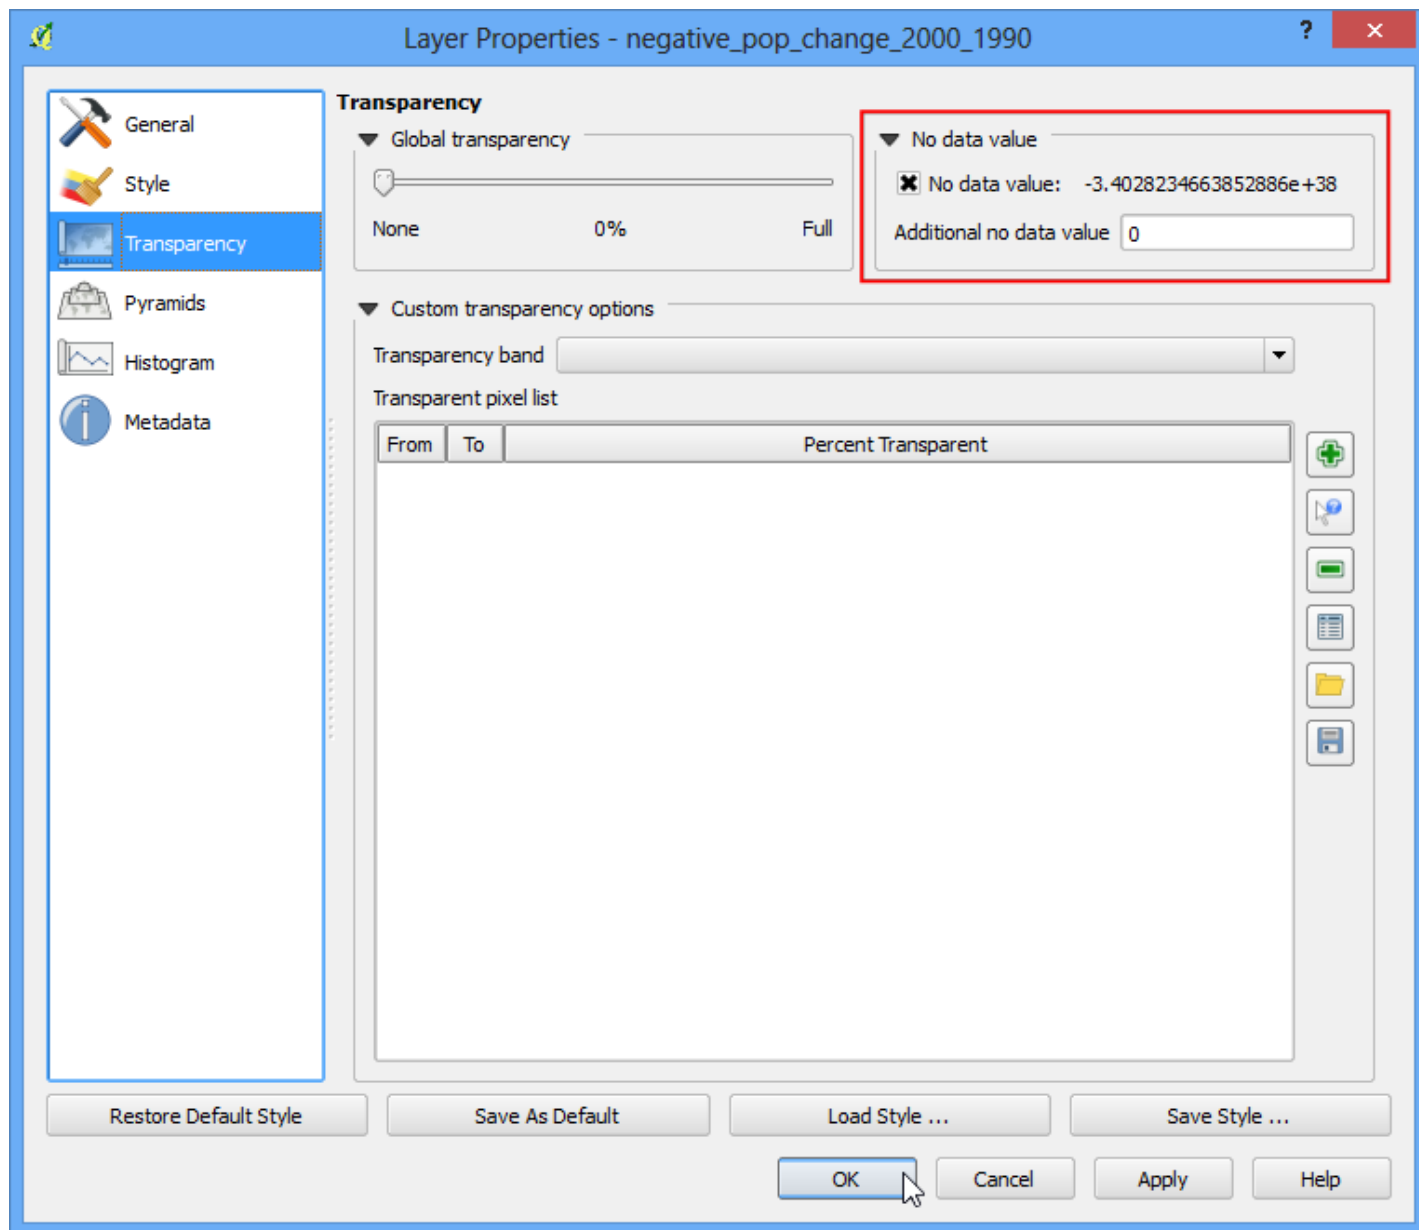 Layer Properties - negative_pop_change_2000_1990
?
General
Style
Transparency
Pyramids
Histogram
Metadata
Transparency
Global transparency
None 0% Full
No data value
No data value: -3.4028234663852886e+38
Additional no data value 0
Custom transparency options
Transparency band
Transparent pixel list
From To Percent Transparent
Restore Default Style Save As Default Load Style ... Save Style ...
OK Cancel Apply Help